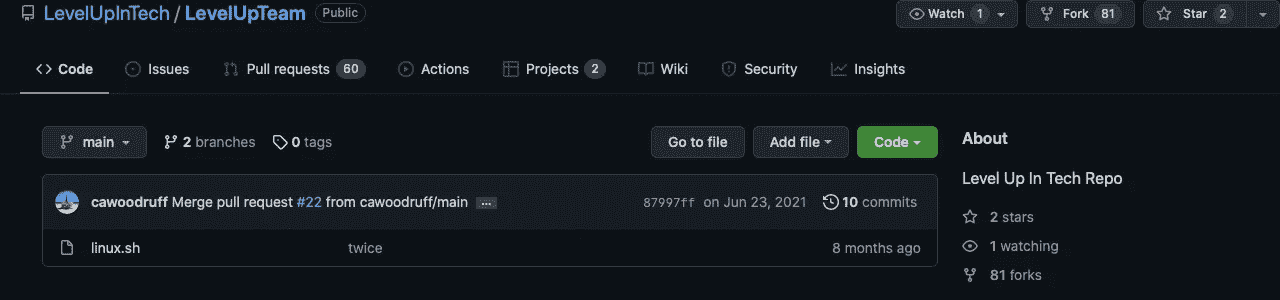 LevelUpInTech / LevelUpTeam Public Watch 1 Fork 81 Star 2
Code Issues Pull requests 60 Actions Projects 2 Wiki Security Insights
main 2 branches 0 tags Go to file Add file Code
About
Level Up In Tech Repo
cawoodruff Merge pull request #22 from cawoodruff/main ... 87997ff on Jun 23, 2021 10 commits
linux.sh twice 8 months ago
2 stars
1 watching
81 forks